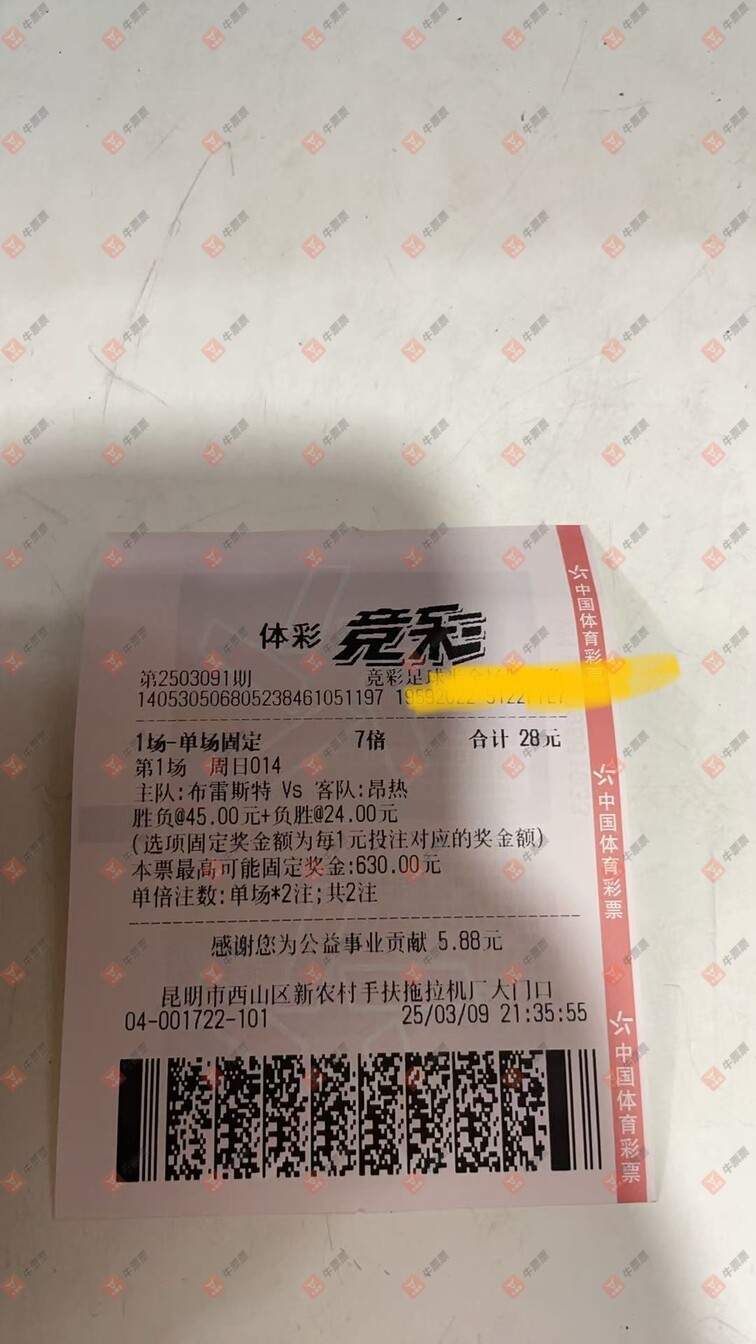 体彩 竞彩
第2503091期 竞彩足球
140530506805238461051197
1场-单场固定 7倍 合计 28元
第1场 周日014
主队:布雷斯特 Vs 客队:昂热
胜负@45.00元+负胜@24.00元
(选项固定奖金额为每1元投注对应的奖金额)
本票最高可能固定奖金:630.00元
单倍注数:单场*2注;共2注
感谢您为公益事业贡献 5.88元
昆明市西山区新农村手扶拖拉机厂大门口
04-001722-101 25/03/09 21:35:55
中国体育彩票
中国体育彩票
中国体育彩票
牛票票